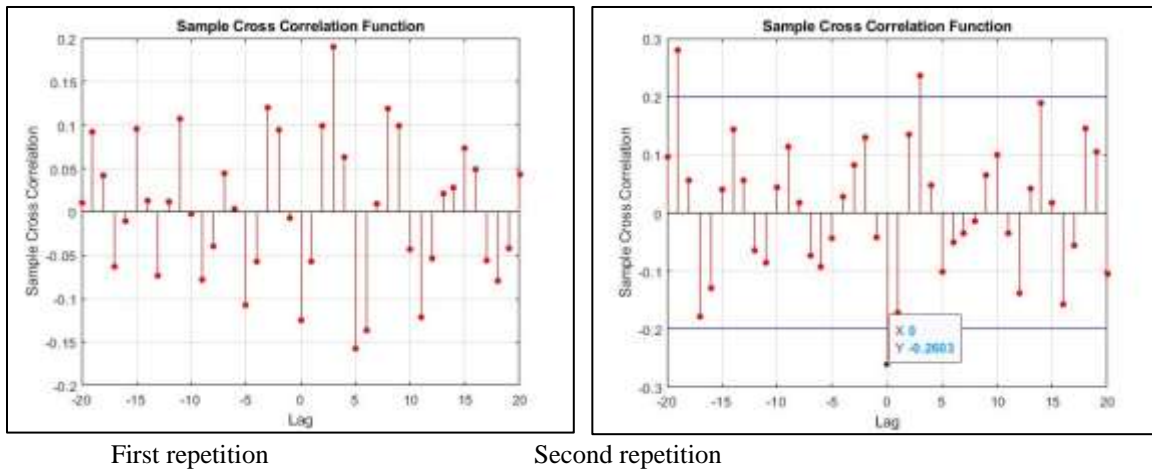 Sample Cross Correlation Function
0.2
0.15
0.1
0.05
0
-0.05
-0.1
-0.15
-0.2
Sample Cross Correlation
-20 -15 -10 -5 0 5 10 15 20
Lag
Sample Cross Correlation Function
0.3
0.2
0.1
0
-0.1
-0.2
-0.3
Sample Cross Correlation
X 0
Y -0.2603
-20 -15 -10 -5 0 5 10 15 20
Lag
First repetition
Second repetition